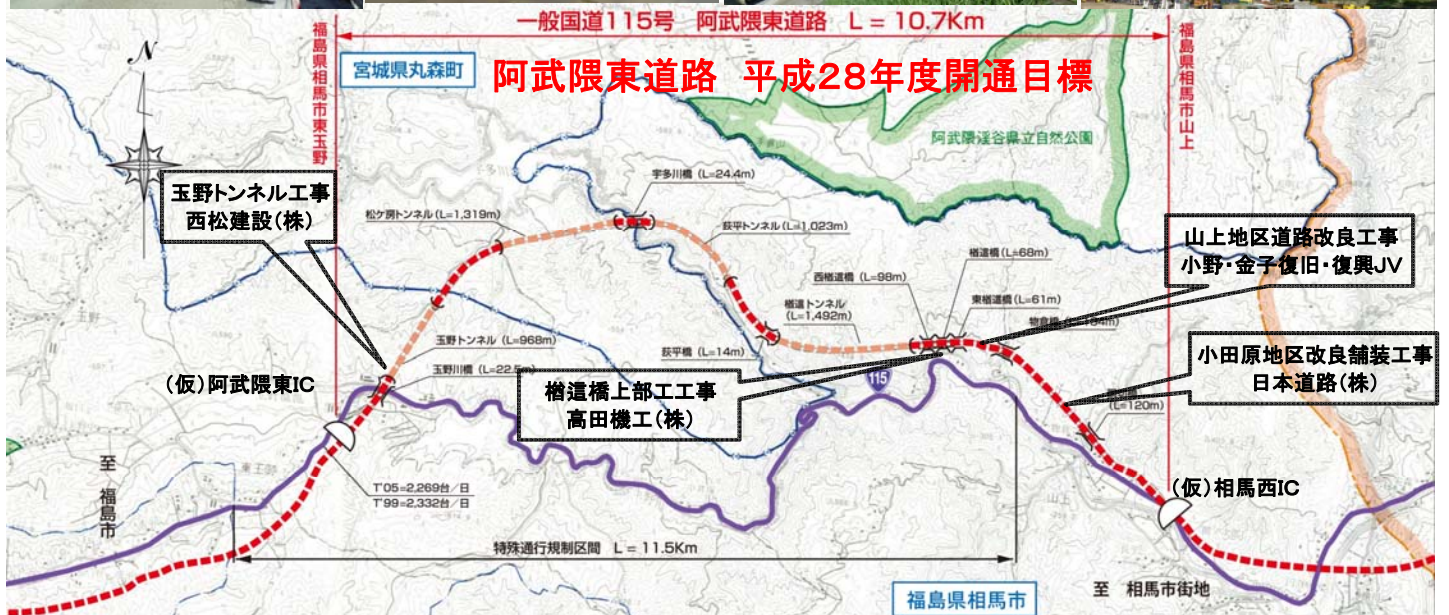 一般国道115号 阿武隈東道路 L = 10.7Km
福島県相馬市東玉野
福島県相馬市山上
宮城県丸森町
阿武隈東道路 平成28年度開通目標
N
阿武隈渓谷県立自然公園
玉野トンネル工事
西松建設(株)
宇多川橋 (L=24.4m)
松ケ房トンネル(L=1,319m)
萩平トンネル(L=1,023m)
山上地区道路改良工事
小野・金子復旧・復興JV
楢這橋(L=68m)
西楢這橋 (L=98m)
東楢這橋(L=61m)
楢這トンネル
(L=1,492m)
玉野トンネル (L=968m)
萩平橋(L=14m)
小田原地区改良舗装工事
日本道路(株)
玉野川橋 (L=22.5m)
(仮)阿武隈東IC
楢這橋上部工工事
高田機工(株)
115
(L=120m)
至 福島市
東玉野
T'05=2,269台/日
T'99=2,332台/日
(仮)相馬西IC
特殊通行規制区間 L = 11.5Km
福島県相馬市
至 相馬市街地